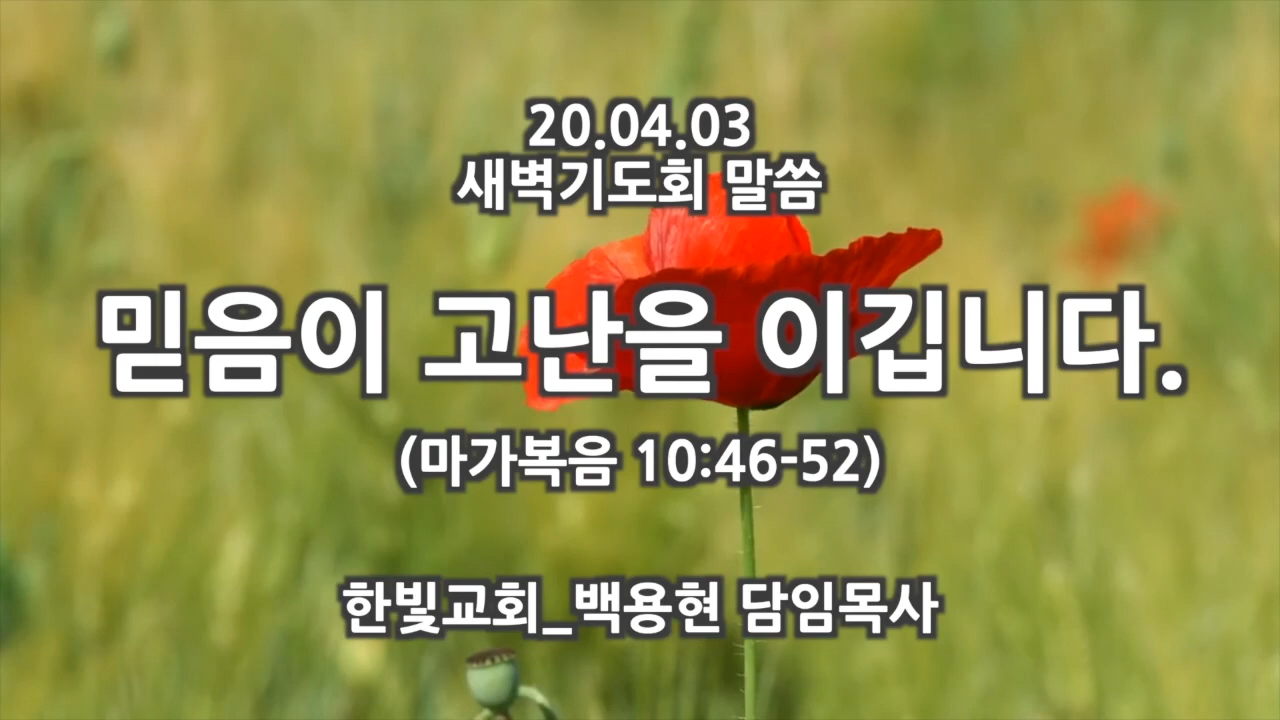 20.04.03
새벽기도회 말씀
믿음이 고난을 이깁니다.
(마가복음 10:46-52)
한빛교회_백용현 담임목사